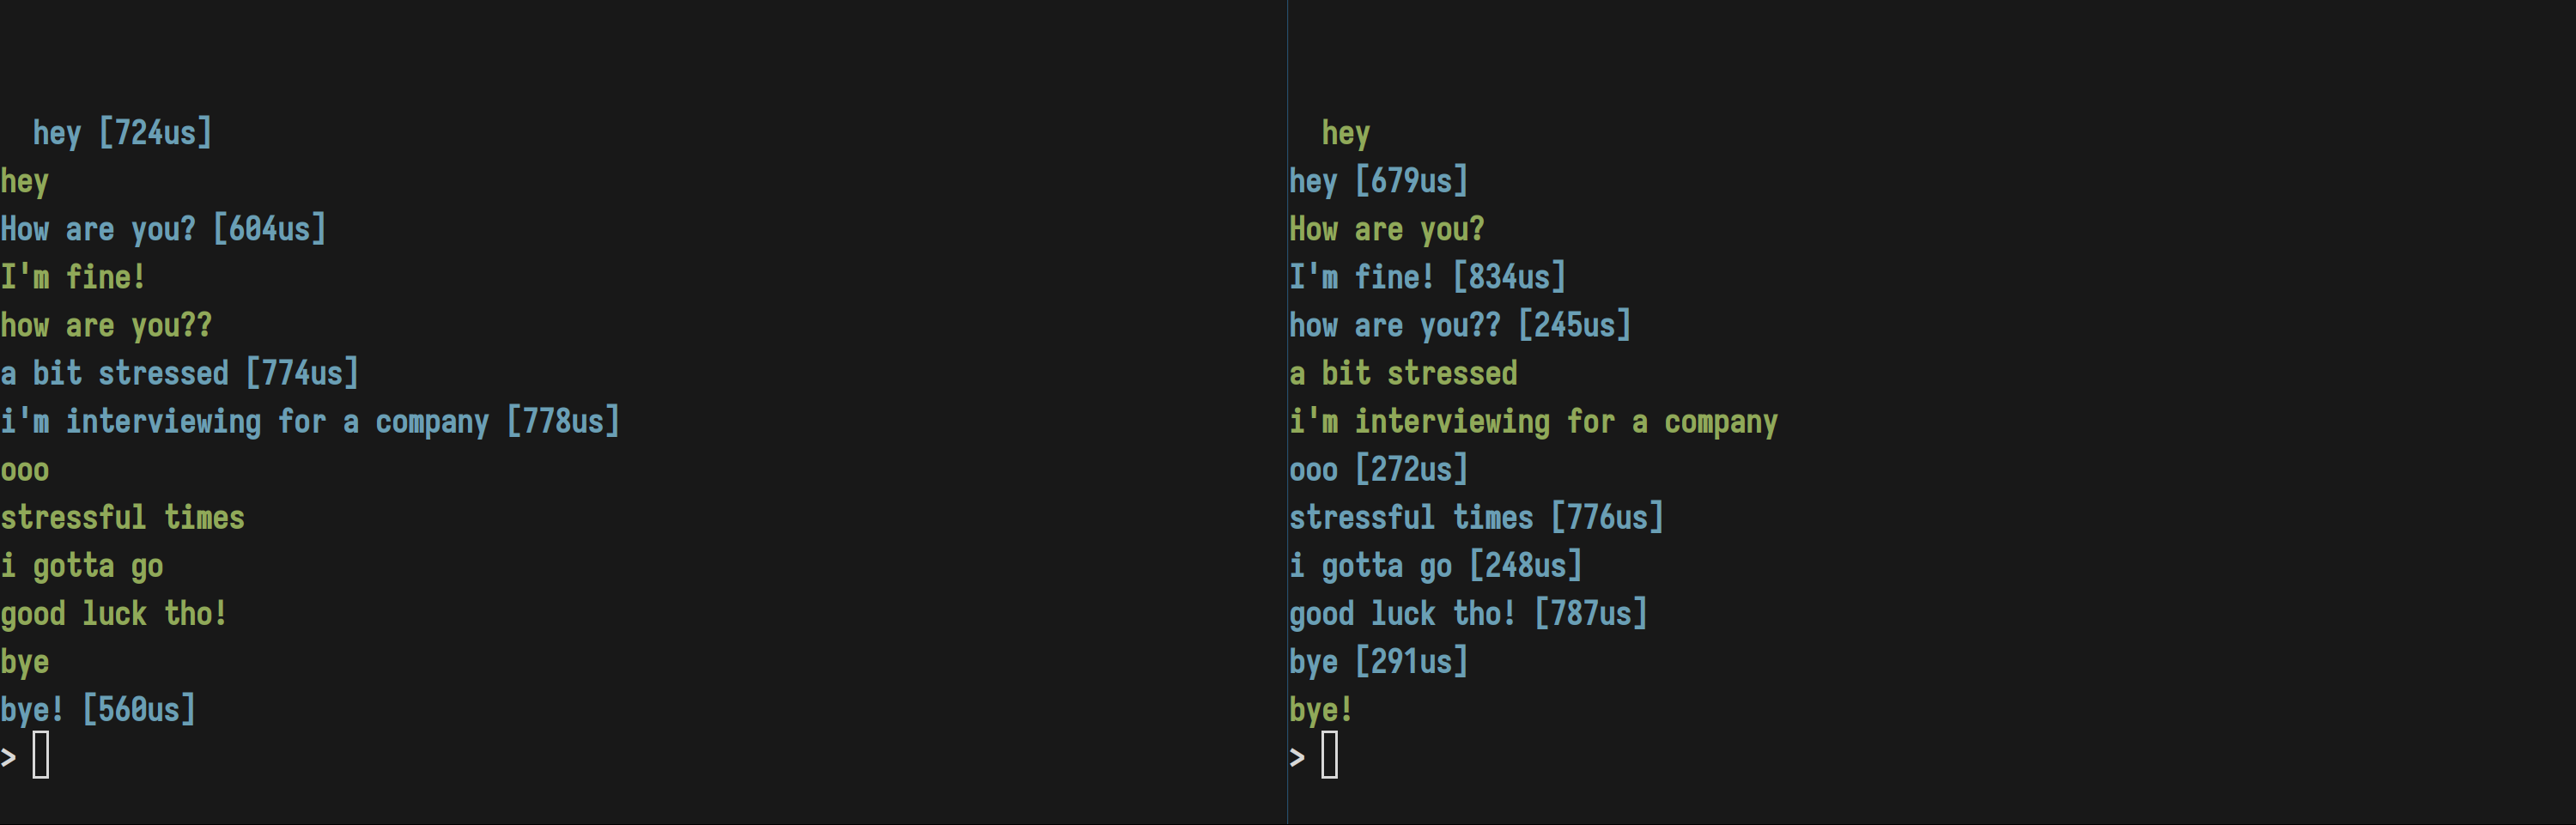 hey [724us]
hey
How are you? [604us]
I'm fine!
how are you??
a bit stressed [774us]
i'm interviewing for a company [778us]
ooo
stressful times
i gotta go
good luck tho!
bye
bye! [560us]
>
hey
hey [679us]
How are you?
I'm fine! [834us]
how are you?? [245us]
a bit stressed
i'm interviewing for a company
ooo [272us]
stressful times [776us]
i gotta go [248us]
good luck tho! [787us]
bye [291us]
bye!
>